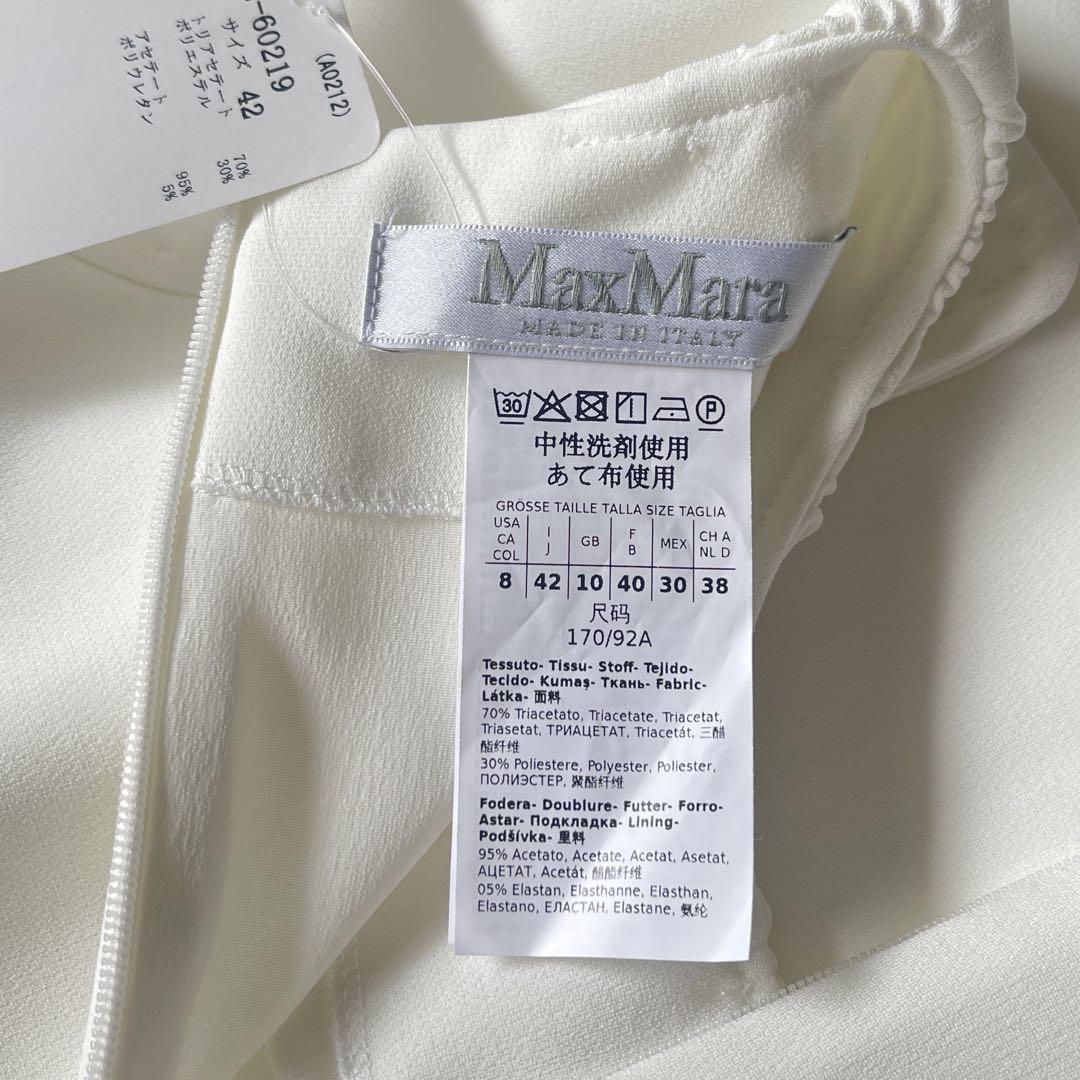 (A0212)
-60219
サイズ 42
トリアセテート 70%
ポリエステル 30%
アセテート 95%
ポリウレタン 5%
MaxMara
MADE IN ITALY
30 P
中性洗剤使用
あて布使用
GRÖSSE TAILLE TALLA SIZE TAGLIA
USA CA COL I J GB F B MEX CH A NL D
8 42 10 40 30 38
尺码
170/92A
Tessuto- Tissu- Stoff- Tejido-
Tecido- Kumaş- Ткань- Fabric-
Látka- 面料
70% Triacetato, Triacetate, Triacetat,
Triasetat, ТРИАЦЕТАТ, Triacetát, 三醋
酯纤维
30% Poliestere, Polyester, Poliester,
ПОЛИЭСТЕР, 聚酯纤维
Fodera- Doublure- Futter- Forro-
Astar- Подкладка- Lining-
Podšívka- 里料
95% Acetato, Acetate, Acetat, Asetat,
АЦЕТАТ, Acetát, 醋酯纤维
05% Elastan, Elasthanne, Elasthan,
Elastano, ЕЛАСТАН, Elastane, 氨纶